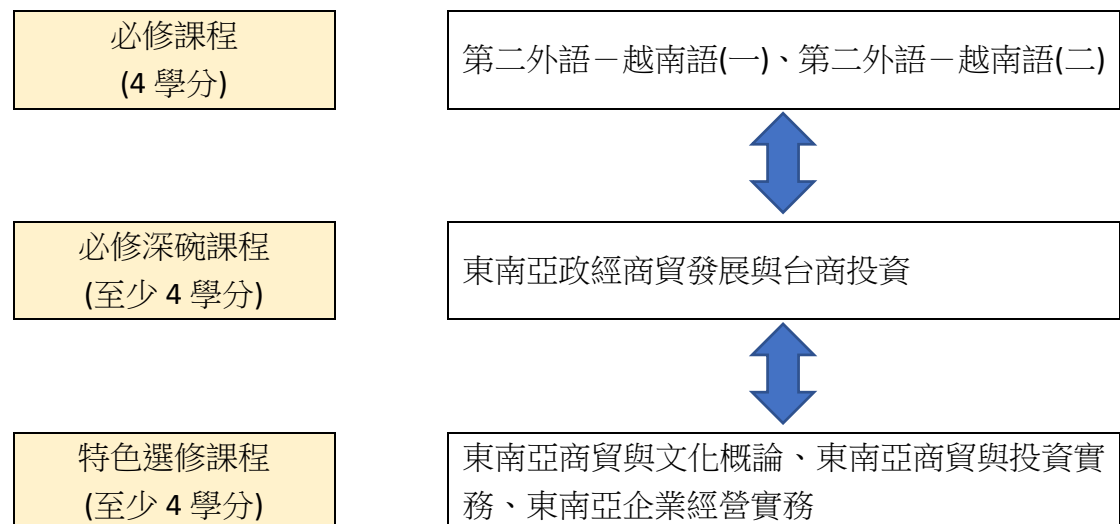 必修課程
(4 學分)
第二外語－越南語(一)、第二外語－越南語(二)
必修深碗課程
(至少 4 學分)
東南亞政經商貿發展與台商投資
特色選修課程
(至少 4 學分)
東南亞商貿與文化概論、東南亞商貿與投資實
務、東南亞企業經營實務